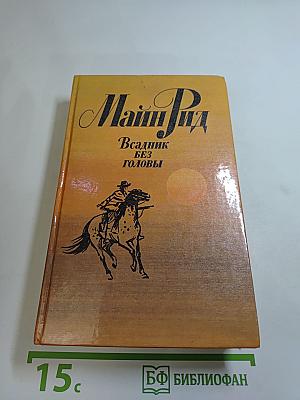 Майн Рид
Всадник
без
головы
15с
БФ БИБЛИОФАН